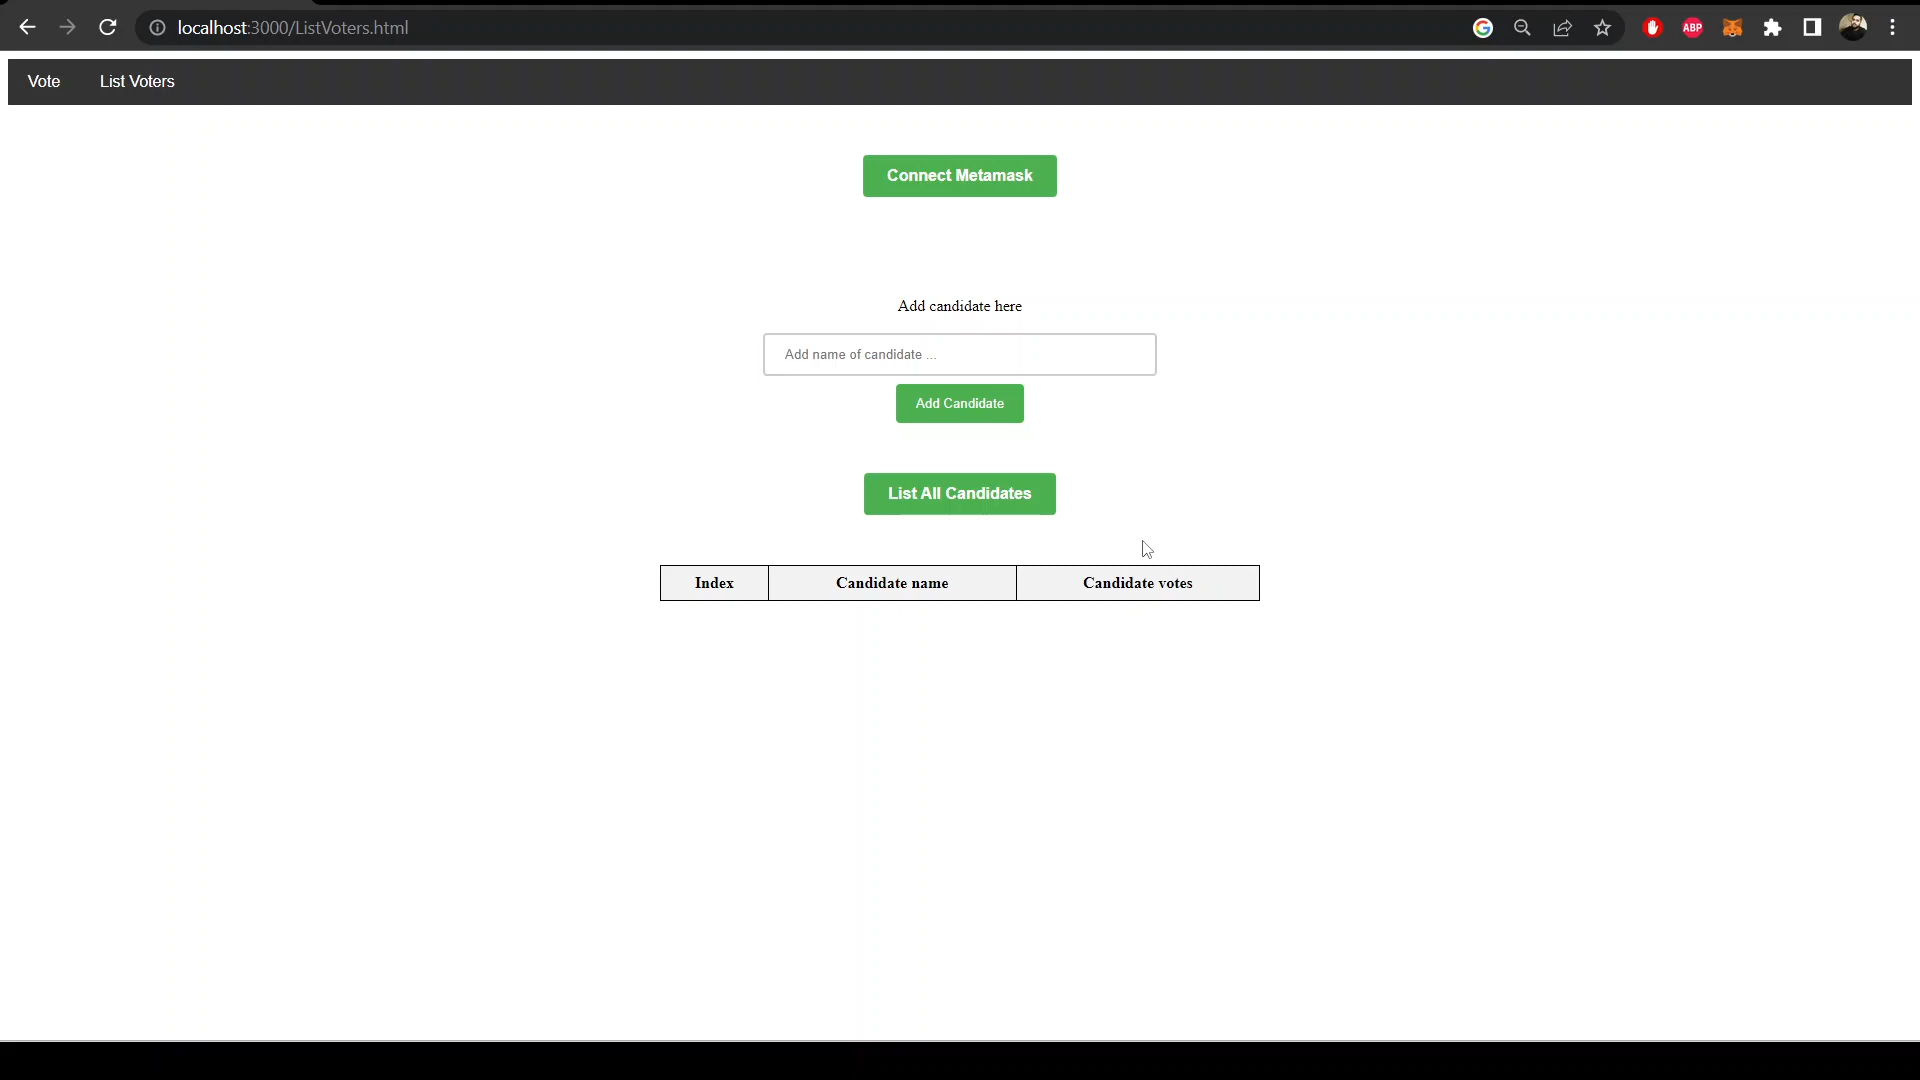 localhost:3000/ListVoters.html
ABP
Vote List Voters
Connect Metamask
Add candidate here
Add name of candidate ...
Add Candidate
List All Candidates
Index Candidate name Candidate votes